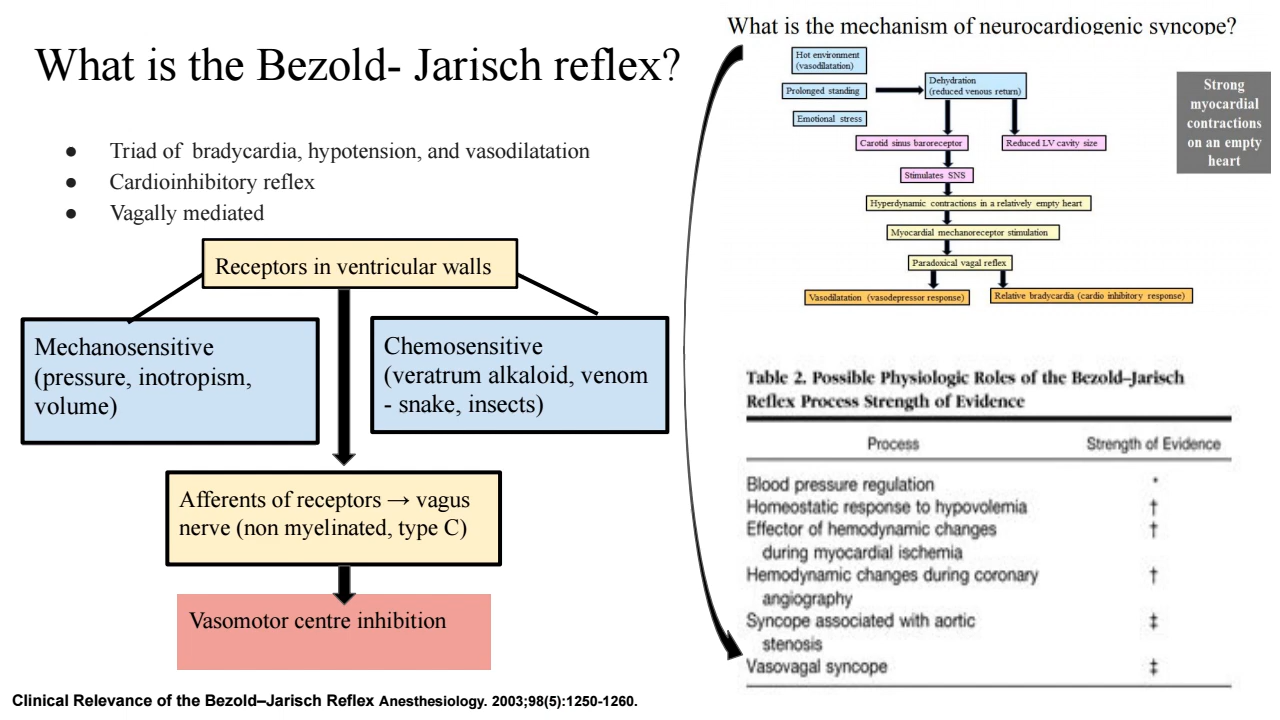 What is the Bezold- Jarisch reflex?
● Triad of bradycardia, hypotension, and vasodilatation
● Cardioinhibitory reflex
● Vagally mediated
Receptors in ventricular walls
Mechanosensitive
(pressure, inotropism,
volume)
Chemosensitive
(veratrum alkaloid, venom
- snake, insects)
Afferents of receptors → vagus
nerve (non myelinated, type C)
Vasomotor centre inhibition
Clinical Relevance of the Bezold–Jarisch Reflex Anesthesiology. 2003;98(5):1250-1260.
What is the mechanism of neurocardiogenic syncope?
Hot environment
(vasodilatation)
Prolonged standing
Emotional stress
Dehydration
(reduced venous return)
Carotid sinus baroreceptor
Reduced LV cavity size
Stimulates SNS
Hyperdynamic contractions in a relatively empty heart
Myocardial mechanoreceptor stimulation
Paradoxical vagal reflex
Vasodilatation (vasodepressor response)
Relative bradycardia (cardio inhibitory response)
Strong
myocardial
contractions
on an empty
heart
Table 2. Possible Physiologic Roles of the Bezold–Jarisch
Reflex Process Strength of Evidence
Process Strength of Evidence
Blood pressure regulation *
Homeostatic response to hypovolemia †
Effector of hemodynamic changes †
during myocardial ischemia
Hemodynamic changes during coronary †
angiography
Syncope associated with aortic ‡
stenosis
Vasovagal syncope ‡